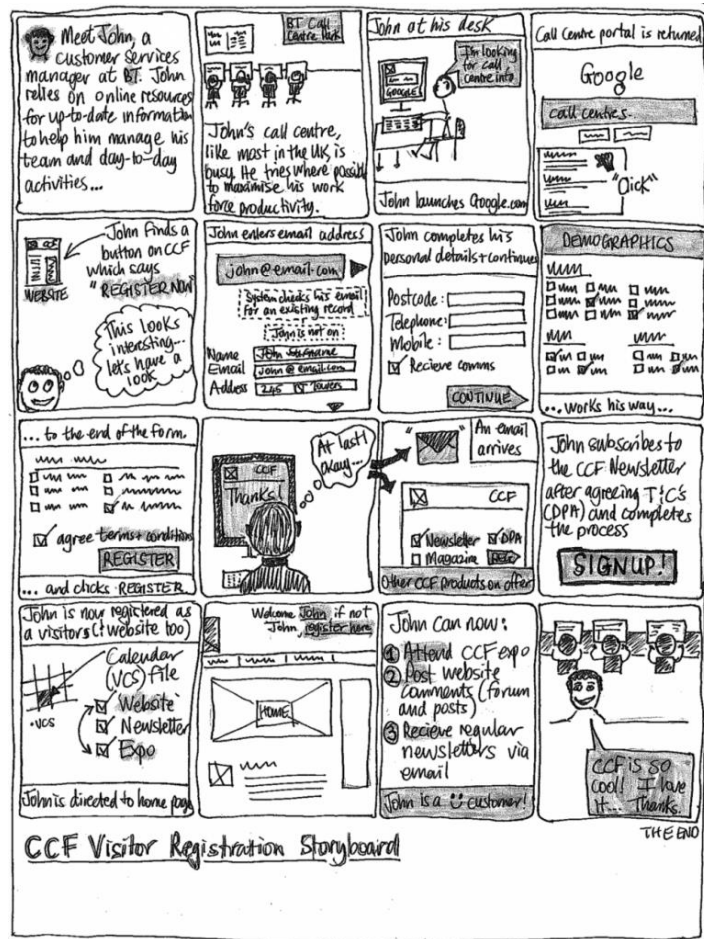 Meet John, a
customer services
manager at BT. John
relies on online resources
for up-to-date information
to help him manage his
team and day-to-day
activities...
BT Call
Centre Park
John's call centre,
like most in the UK, is
busy. He tries where possible
to maximise his work
force productivity.
John at his desk
I'm looking
for call
centre info
GOOGLE
John launches Google.com
Call Centre portal is returned
Google
call centres..
"Click"
John finds a
button on CCF
which says
"REGISTER NOW"
WEBSITE
This looks
interesting...
lets have a
look
John enters email address
john@email.com
System checks his email
for an existing record
John is not on
Name John Surname
Email john@email.com
Address 245 BT Towers
John completes his
personal details + continues
Postcode:
Telephone:
Mobile:
Recieve comms
CONTINUE
DEMOGRAPHICS
...works his way...
...to the end of the form.
agree terms + conditions
REGISTER
... and clicks REGISTER
CCF
Thanks!
At last!
okay...
" "
An email
arrives
CCF
Newsletter DPA
Magazine
Other CCF products on offer
John subscribes to
the CCF Newsletter
after agreeing T&C's
(DPA) and completes
the process
SIGNUP!
John is now registered as
a visitors (& website too)
Calendar
(VCS) file
.VCS
Website
Newsletter
Expo
John is directed to home page
Welcome John if not
John, register here
HOME
John can now:
1 Attend CCF expo
2 Post website
comments (forum
and posts)
3 Recieve regular
newsletters via
email
John is a customer!
CCF is so
cool! I love
it... Thanks.
THE END
CCF Visitor Registration Storyboard